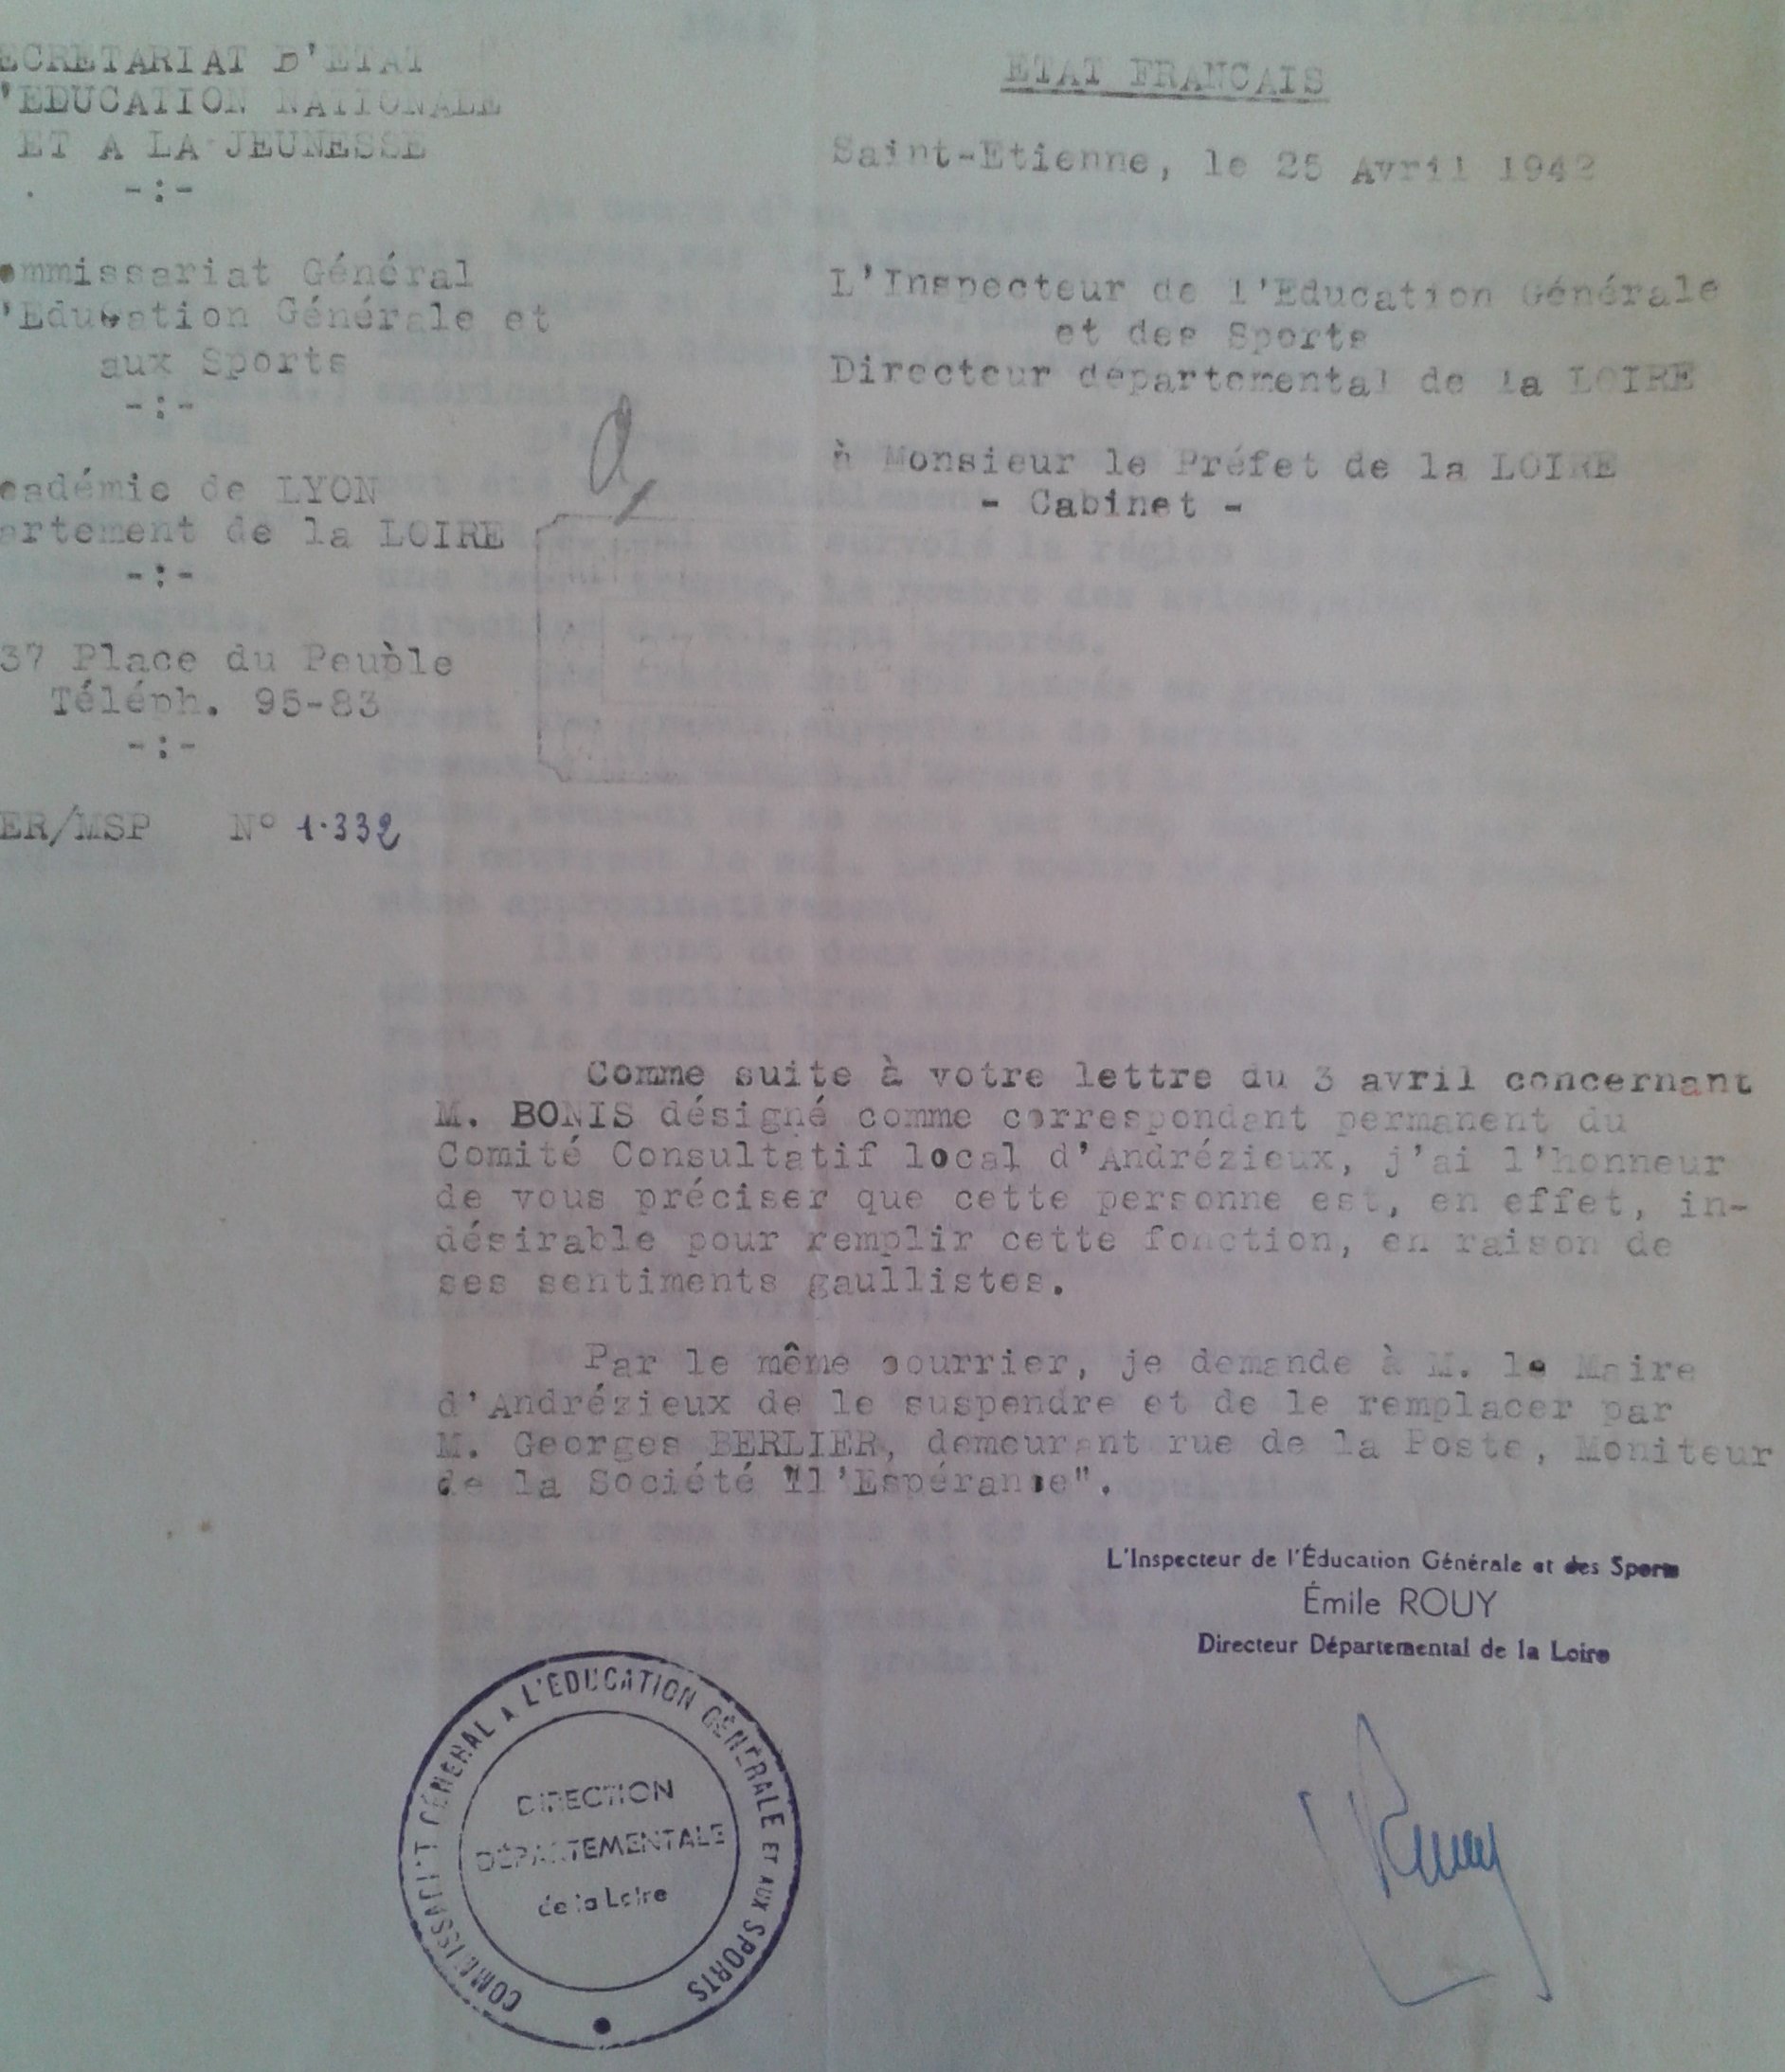 ECRETARIAT D'ETAT
'EDUCATION NATIONALE
ET A LA JEUNESSE
-:-
ommissariat Général
'Education Générale et
aux Sports
-:-
cadémie de LYON
artement de la LOIRE
-:-
37 Place du Peuple
Téléph. 95-83
-:-
ER/MSP N° 1.332
ETAT FRANCAIS
Saint-Etienne, le 25 Avril 1942
L'Inspecteur de l'Education Générale
et des Sports
Directeur départemental de la LOIRE
à Monsieur le Préfet de la LOIRE
- Cabinet -
Comme suite à votre lettre du 3 avril concernant
M. BONIS désigné comme correspondant permanent du
Comité Consultatif local d'Andrézieux, j'ai l'honneur
de vous préciser que cette personne est, en effet, in-
désirable pour remplir cette fonction, en raison de
ses sentiments gaullistes.
Par le même courrier, je demande à M. le Maire
d'Andrézieux de le suspendre et de le remplacer par
M. Georges BERLIER, demeurant rue de la Poste, Moniteur
de la Société "l'Espérance".
L'Inspecteur de l'Éducation Générale et des Sports
Émile ROUY
Directeur Départemental de la Loire
Rouy
COMMISSARIAT GÉNÉRAL A L'ÉDUCATION GÉNÉRALE ET AUX SPORTS
DIRECTION
DÉPARTEMENTALE
de la Loire